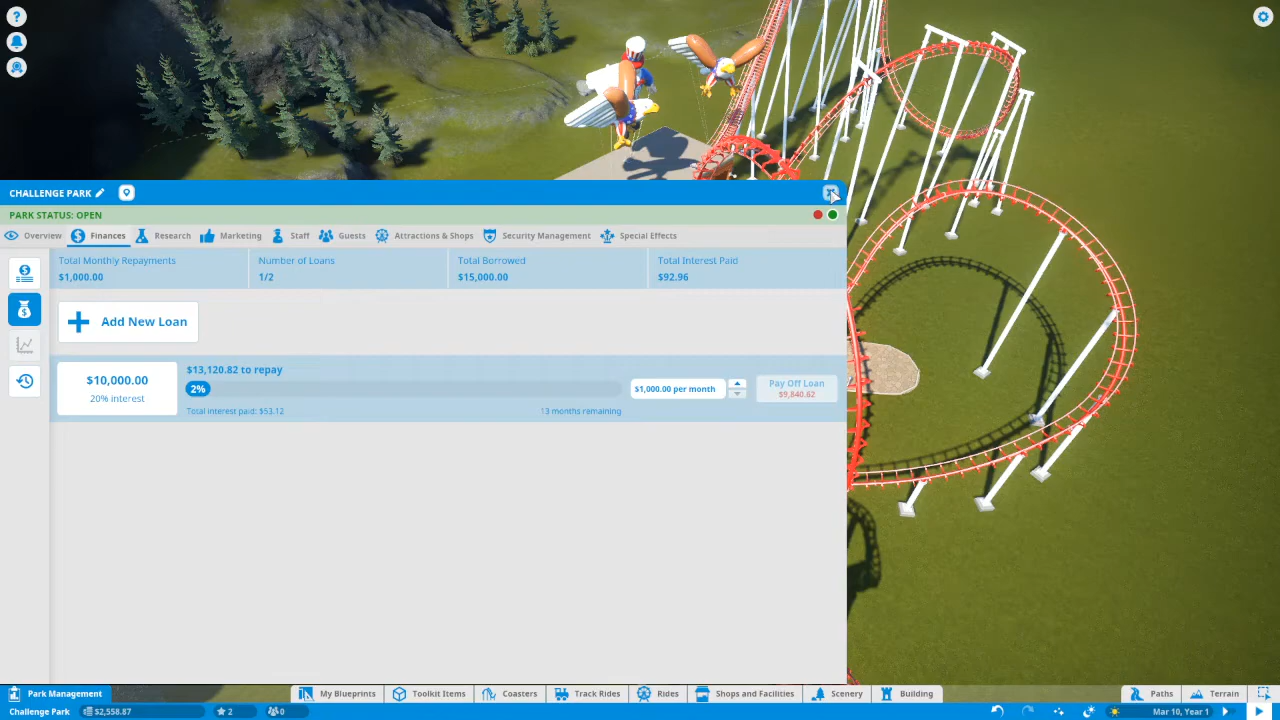 CHALLENGE PARK
PARK STATUS: OPEN
Overview Finances Research Marketing Staff Guests Attractions & Shops Security Management Special Effects
Total Monthly Repayments Number of Loans Total Borrowed Total Interest Paid
$1,000.00 1/2 $15,000.00 $92.96
Add New Loan
$10,000.00
20% interest
$13,120.82 to repay
2%
$1,000.00 per month
Pay Off Loan
$9,840.62
Total interest paid: $53.12 13 months remaining
Park Management My Blueprints Toolkit Items Coasters Track Rides Rides Shops and Facilities Scenery Building Paths Terrain
Challenge Park $2,558.87 2 0 Mar 10, Year 1